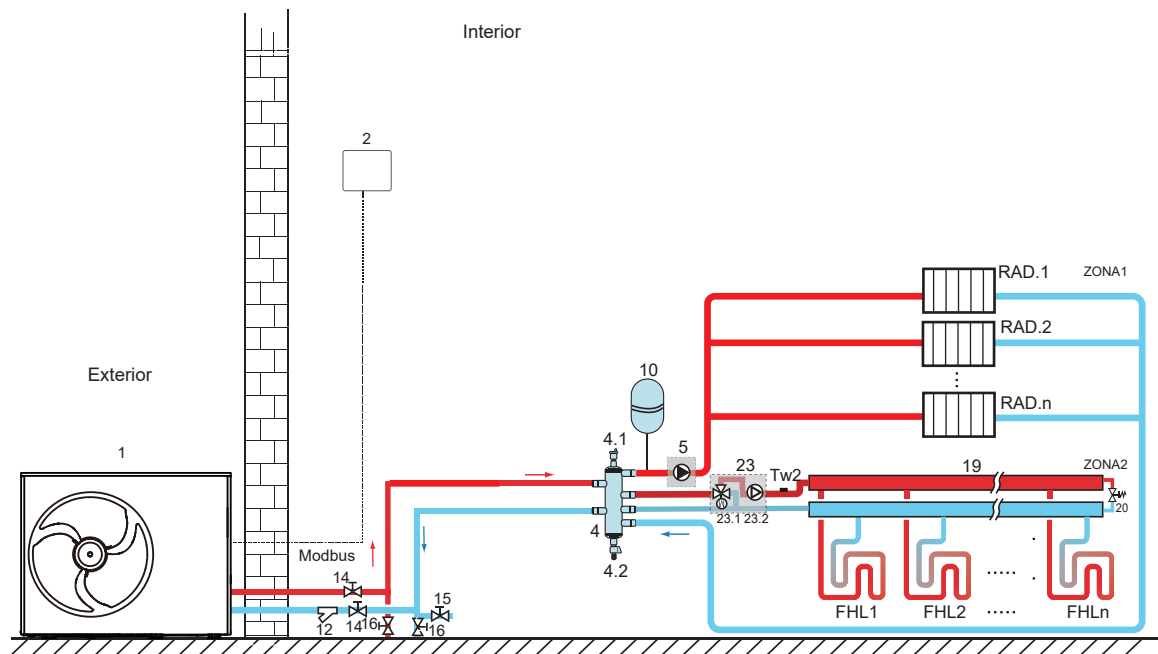 Interior
2
Exterior
1
Modbus
14
12
14
16
16
15
10
4.1
5
4
4.2
23
Tw2
23.1
23.2
RAD.1
ZONA1
RAD.2
RAD.n
19
ZONA2
20
FHL1
FHL2
FHLn